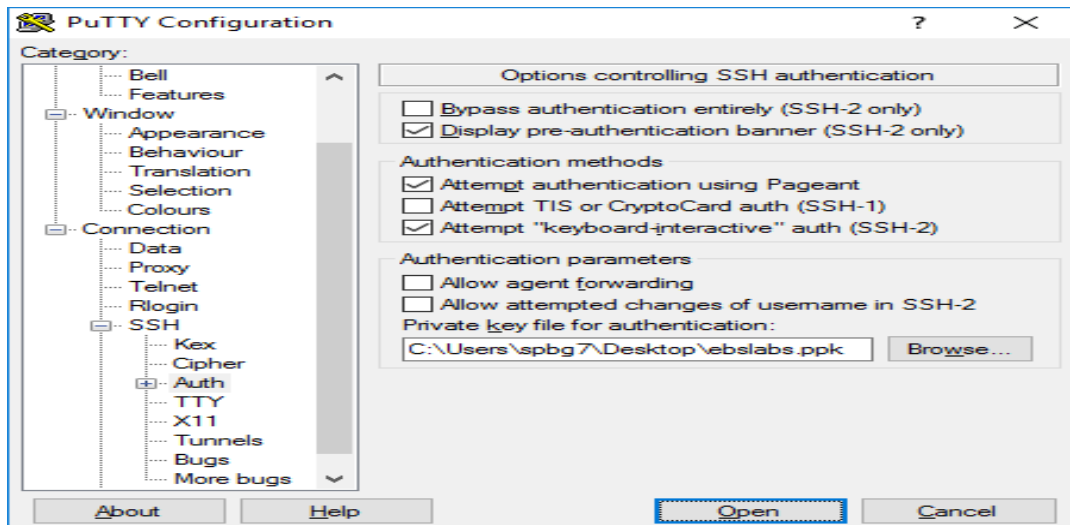 PuTTY Configuration
?
Category:
Bell
Features
Window
Appearance
Behaviour
Translation
Selection
Colours
Connection
Data
Proxy
Telnet
Rlogin
SSH
Kex
Cipher
Auth
TTY
X11
Tunnels
Bugs
More bugs
Options controlling SSH authentication
Bypass authentication entirely (SSH-2 only)
Display pre-authentication banner (SSH-2 only)
Authentication methods
Attempt authentication using Pageant
Attempt TIS or CryptoCard auth (SSH-1)
Attempt "keyboard-interactive" auth (SSH-2)
Authentication parameters
Allow agent forwarding
Allow attempted changes of username in SSH-2
Private key file for authentication:
C:\Users\spbg7\Desktop\ebslabs.ppk
Browse...
About
Help
Open
Cancel